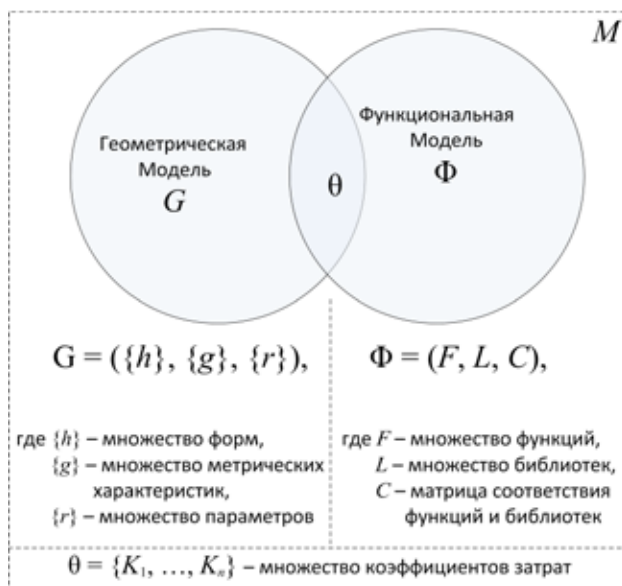 M
Геометрическая
Модель
G
Функциональная
Модель
Φ
θ
G = ({h}, {g}, {r}),
Φ = (F, L, C),
где {h} – множество форм,
{g} – множество метрических
характеристик,
{r} – множество параметров
где F – множество функций,
L – множество библиотек,
C – матрица соответствия
функций и библиотек
θ = {K₁, …, Kₙ} – множество коэффициентов затрат